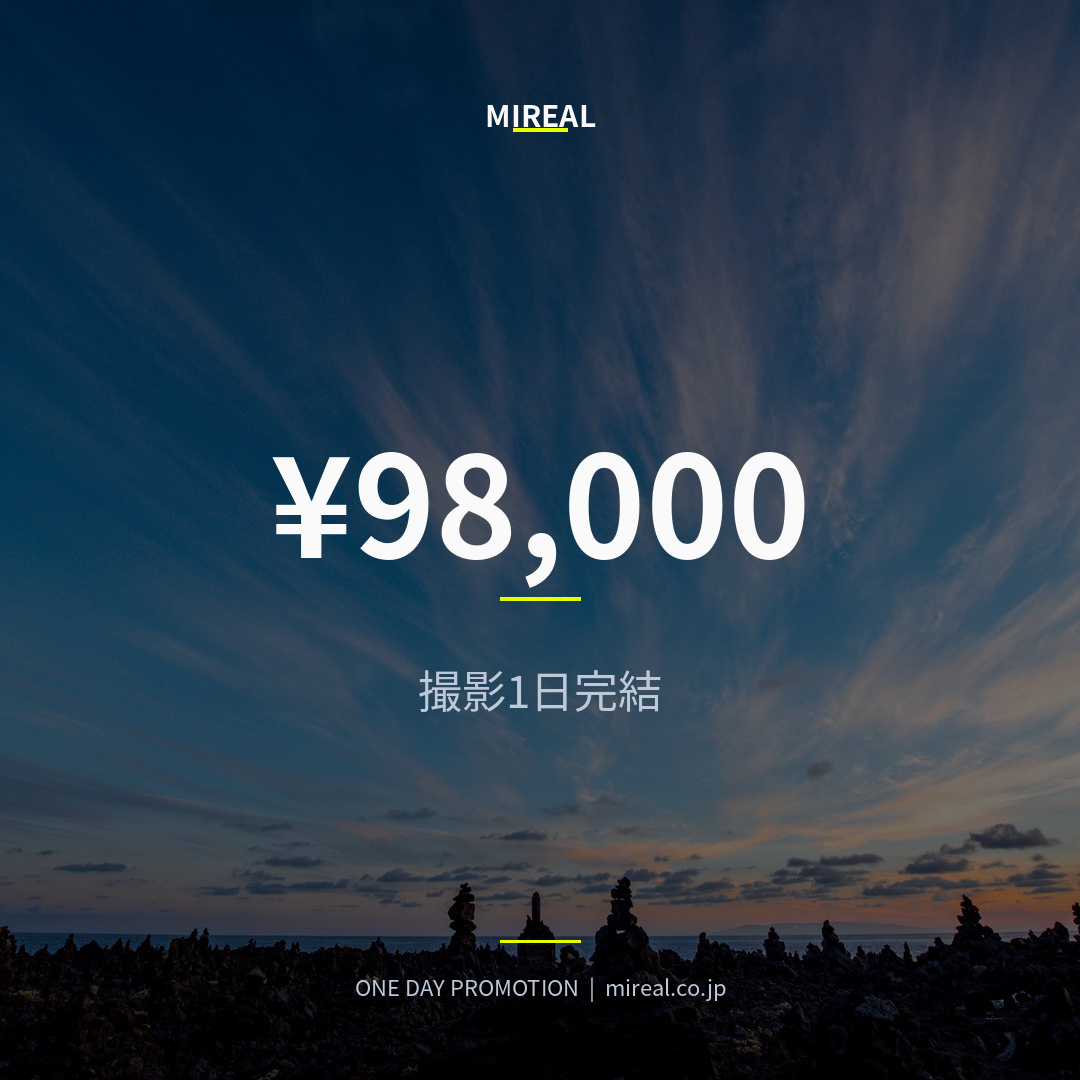 MIREAL
¥98,000
撮影1日完結
ONE DAY PROMOTION | mireal.co.jp